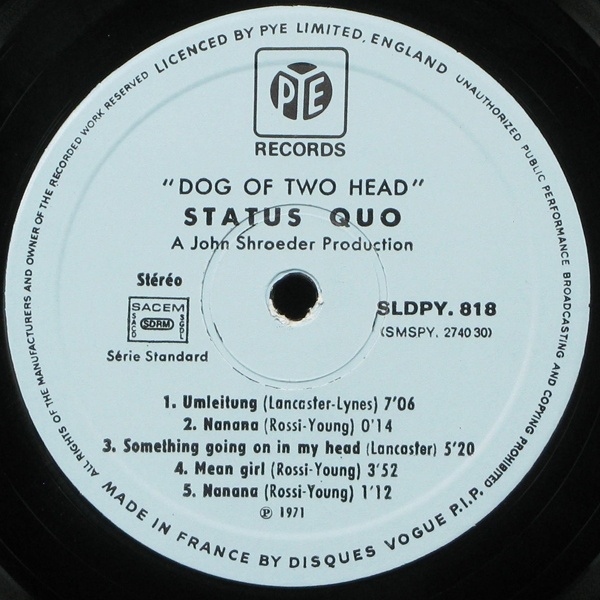 ALL RIGHTS OF THE MANUFACTURERS AND OWNER OF THE RECORDED WORK RESERVED LICENCED BY PYE LIMITED, ENGLAND UNAUTHORIZED PUBLIC PERFORMANCE BROADCASTING AND COPYING PROHIBITED
PYE
RECORDS
"DOG OF TWO HEAD"
STATUS QUO
A John Shroeder Production
Stéréo
SACEM
SACD SDRM SGDL
Série Standard
SLDPY. 818
(SMSPY. 2740 30)
1. Umleitung (Lancaster-Lynes) 7'06
2. Nanana (Rossi-Young) 0'14
3. Something going on in my head (Lancaster) 5'20
4. Mean girl (Rossi-Young) 3'52
5. Nanana (Rossi-Young) 1'12
℗ 1971
MADE IN FRANCE BY DISQUES VOGUE P.I.P.